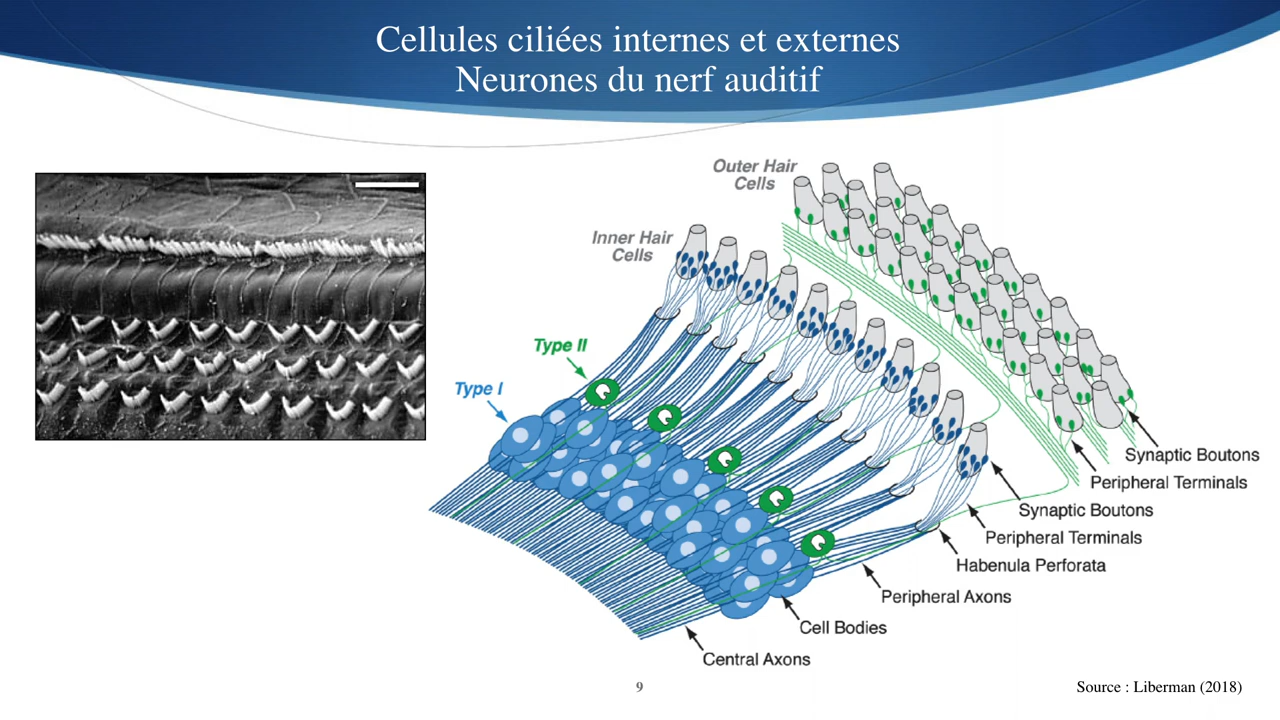 Cellules ciliées internes et externes
Neurones du nerf auditif
Outer Hair
Cells
Inner Hair
Cells
Type II
Type I
Synaptic Boutons
Peripheral Terminals
Synaptic Boutons
Peripheral Terminals
Habenula Perforata
Peripheral Axons
Cell Bodies
Central Axons
9
Source : Liberman (2018)